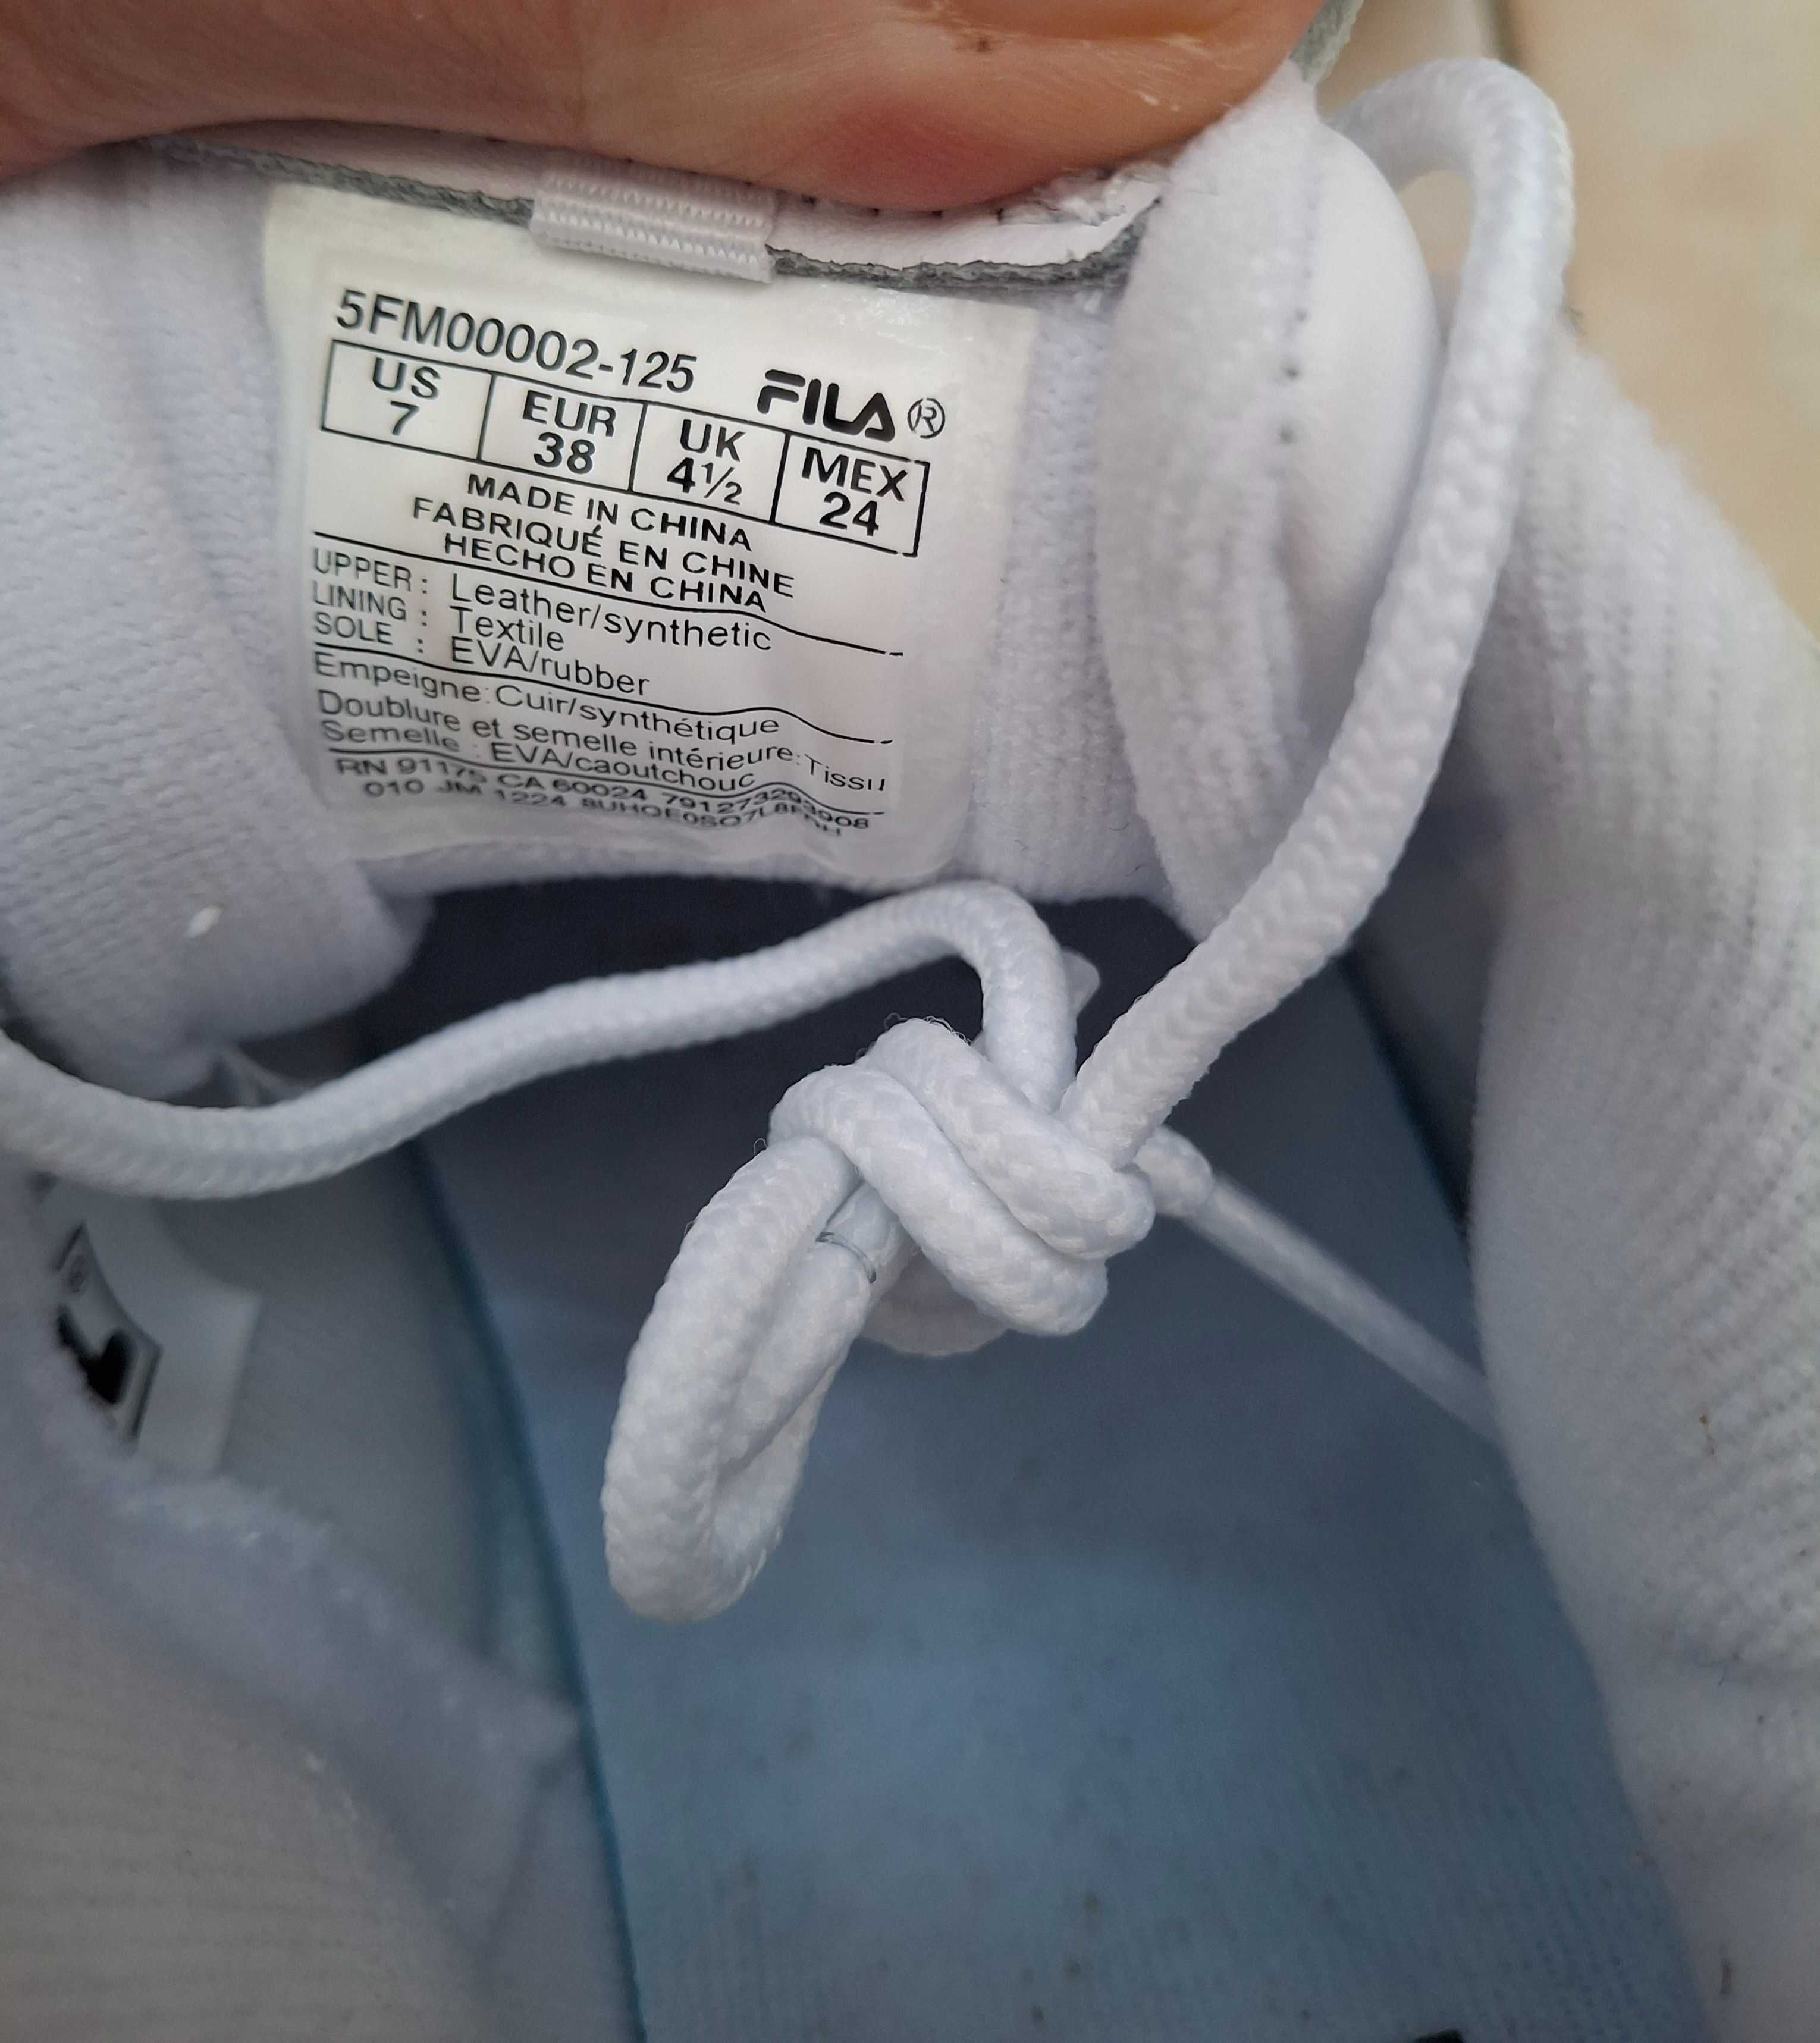 5FM00002-125 FILA®
US EUR UK MEX
7 38 4½ 24
MADE IN CHINA
FABRIQUÉ EN CHINE
HECHO EN CHINA
UPPER: Leather/synthetic
LINING : Textile
SOLE : EVA/rubber
Empeigne:Cuir/synthétique
Doublure et semelle intérieure:Tissu
Semelle : EVA/caoutchouc
RN 91175 CA 60024
010 JM 1224